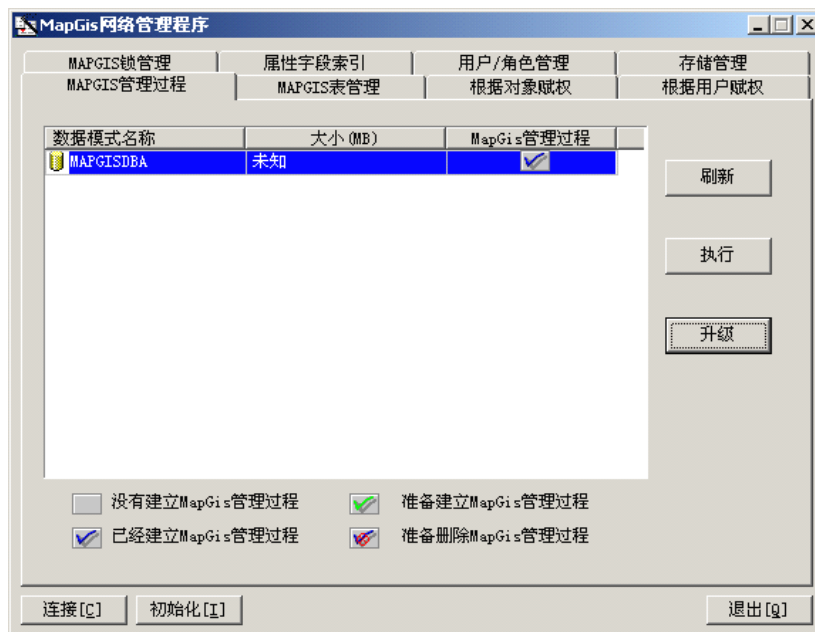 MapGis网络管理程序
MAPGIS锁管理 属性字段索引 用户/角色管理 存储管理
MAPGIS管理过程 MAPGIS表管理 根据对象赋权 根据用户赋权
数据模式名称 大小(MB) MapGis管理过程
MAPGISDBA 未知
刷新
执行
升级
没有建立MapGis管理过程 准备建立MapGis管理过程
已经建立MapGis管理过程 准备删除MapGis管理过程
连接[C] 初始化[I] 退出[Q]